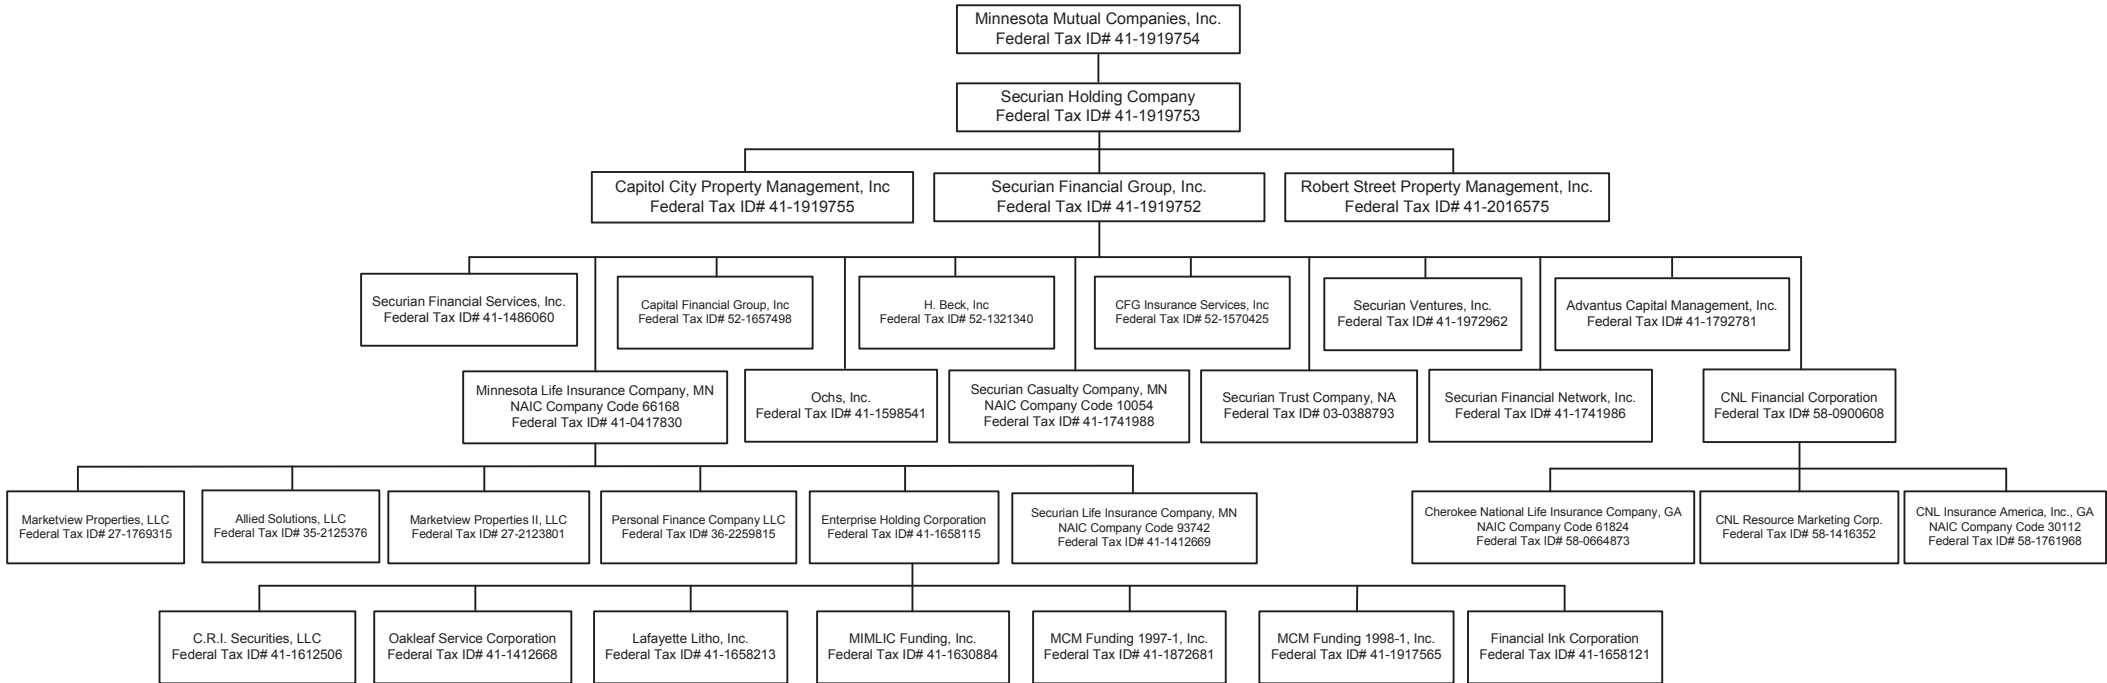 Minnesota Mutual Companies, Inc.
Federal Tax ID# 41-1919754
Securian Holding Company
Federal Tax ID# 41-1919753
Capitol City Property Management, Inc
Federal Tax ID# 41-1919755
Securian Financial Group, Inc.
Federal Tax ID# 41-1919752
Robert Street Property Management, Inc.
Federal Tax ID# 41-2016575
Securian Financial Services, Inc.
Federal Tax ID# 41-1486060
Capital Financial Group, Inc
Federal Tax ID# 52-1657498
H. Beck, Inc
Federal Tax ID# 52-1321340
CFG Insurance Services, Inc
Federal Tax ID# 52-1570425
Securian Ventures, Inc.
Federal Tax ID# 41-1972962
Advantus Capital Management, Inc.
Federal Tax ID# 41-1792781
Minnesota Life Insurance Company, MN
NAIC Company Code 66168
Federal Tax ID# 41-0417830
Ochs, Inc.
Federal Tax ID# 41-1598541
Securian Casualty Company, MN
NAIC Company Code 10054
Federal Tax ID# 41-1741988
Securian Trust Company, NA
Federal Tax ID# 03-0388793
Securian Financial Network, Inc.
Federal Tax ID# 41-1741986
CNL Financial Corporation
Federal Tax ID# 58-0900608
Marketview Properties, LLC
Federal Tax ID# 27-1769315
Allied Solutions, LLC
Federal Tax ID# 35-2125376
Marketview Properties II, LLC
Federal Tax ID# 27-2123801
Personal Finance Company LLC
Federal Tax ID# 36-2259815
Enterprise Holding Corporation
Federal Tax ID# 41-1658115
Securian Life Insurance Company, MN
NAIC Company Code 93742
Federal Tax ID# 41-1412669
Cherokee National Life Insurance Company, GA
NAIC Company Code 61824
Federal Tax ID# 58-0664873
CNL Resource Marketing Corp.
Federal Tax ID# 58-1416352
CNL Insurance America, Inc., GA
NAIC Company Code 30112
Federal Tax ID# 58-1761968
C.R.I. Securities, LLC
Federal Tax ID# 41-1612506
Oakleaf Service Corporation
Federal Tax ID# 41-1412668
Lafayette Litho, Inc.
Federal Tax ID# 41-1658213
MIMLIC Funding, Inc.
Federal Tax ID# 41-1630884
MCM Funding 1997-1, Inc.
Federal Tax ID# 41-1872681
MCM Funding 1998-1, Inc.
Federal Tax ID# 41-1917565
Financial Ink Corporation
Federal Tax ID# 41-1658121